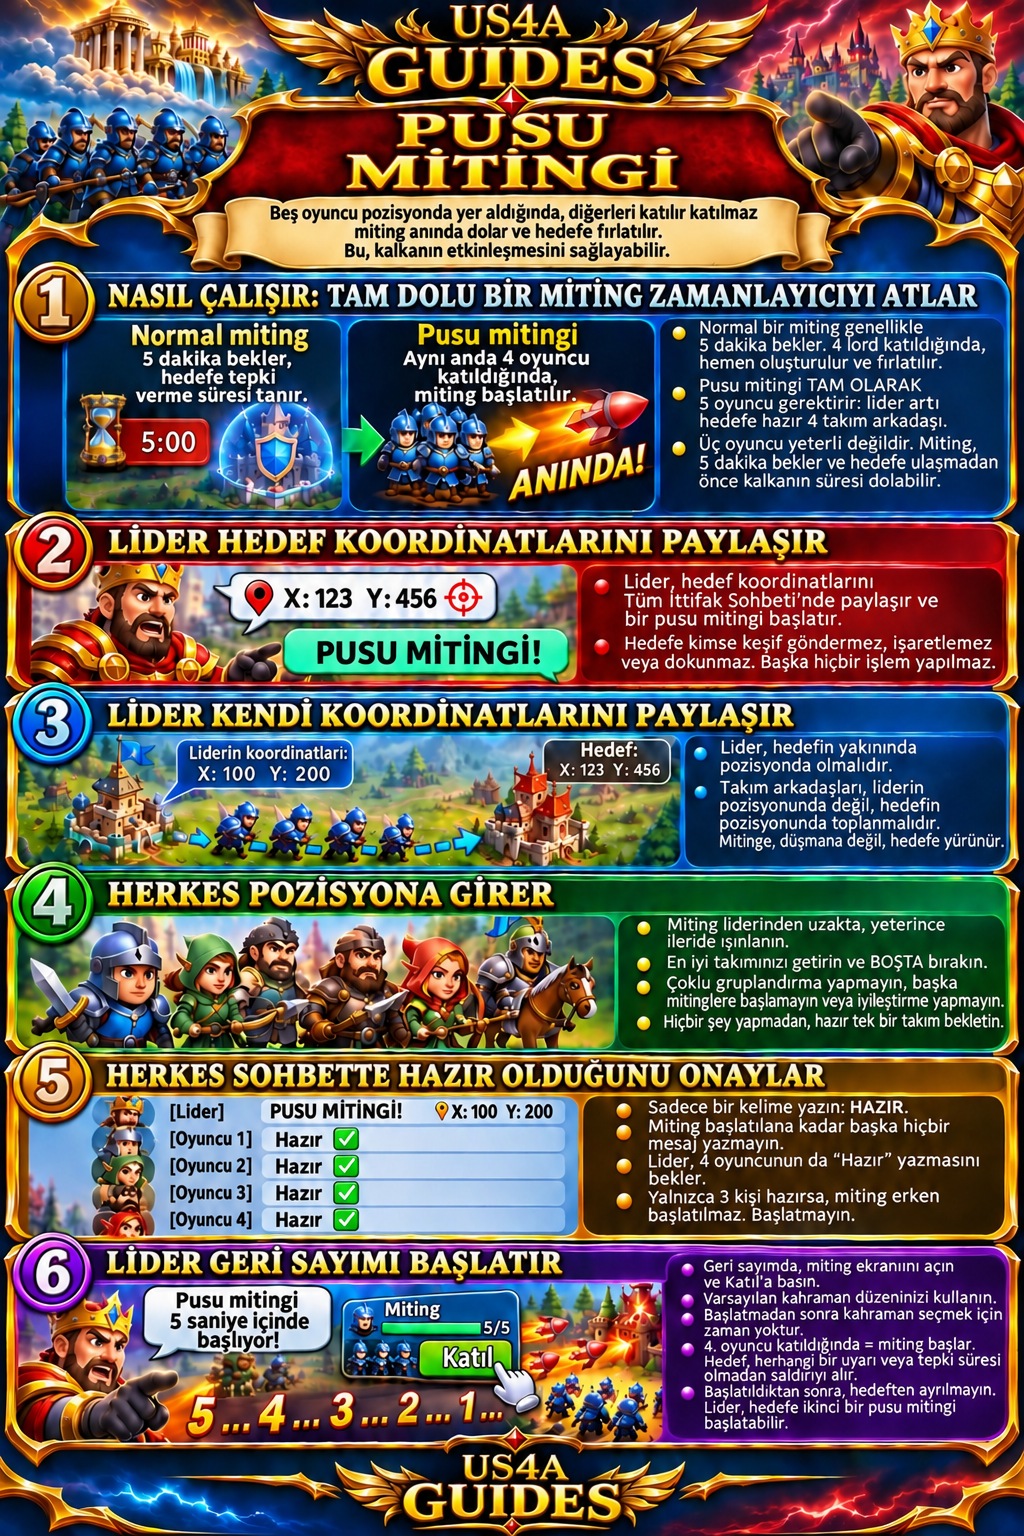 US4A
GUIDES
PUSU
MİTİNGİ
Beş oyuncu pozisyonda yer aldığında, diğerleri katılır katılmaz
miting anında dolar ve hedefe fırlatılır.
Bu, kalkanın etkinleşmesini sağlayabilir.
1
NASIL ÇALIŞIR: TAM DOLU BİR MİTİNG ZAMANLAYICIYI ATLAR
Normal miting
5 dakika bekler,
hedefe tepki
verme süresi tanır.
5:00
Pusu mitingi
Aynı anda 4 oyuncu
katıldığında,
miting başlatılır.
ANINDA!
Normal bir miting genellikle
5 dakika bekler. 4 lord katıldığında,
hemen oluşturulur ve fırlatılır.
Pusu mitingi TAM OLARAK
5 oyuncu gerektirir: lider artı
hedefe hazır 4 takım arkadaşı.
Üç oyuncu yeterli değildir. Miting,
5 dakika bekler ve hedefe ulaşmadan
önce kalkanın süresi dolabilir.
2
LİDER HEDEF KOORDİNATLARINI PAYLAŞIR
X: 123 Y: 456
PUSU MİTİNGİ!
Lider, hedef koordinatlarını
Tüm İttifak Sohbeti'nde paylaşır ve
bir pusu mitingi başlatır.
Hedefe kimse keşif göndermez, işaretlemez
veya dokunmaz. Başka hiçbir işlem yapılmaz.
3
LİDER KENDİ KOORDİNATLARINI PAYLAŞIR
Liderin koordinatlari:
X: 100 Y: 200
Hedef:
X: 123 Y: 456
Lider, hedefin yakınında
pozisyonda olmalıdır.
Takım arkadaşları, liderin
pozisyonunda değil, hedefin
pozisyonunda toplanmalıdır.
Mitinge, düşmana değil, hedefe yürünür.
4
HERKES POZİSYONA GİRER
Miting liderinden uzakta, yeterince
ileride ışınlanın.
En iyi takımınızı getirin ve BOŞTA bırakın.
Çoklu gruplandırma yapmayın, başka
mitinglere başlamayın veya iyileştirme yapmayın.
Hiçbir şey yapmadan, hazır tek bir takım bekletin.
5
HERKES SOHBETTE HAZIR OLDUĞUNU ONAYLAR
[Lider] PUSU MİTİNGİ! X: 100 Y: 200
[Oyuncu 1] Hazır ✅
[Oyuncu 2] Hazır ✅
[Oyuncu 3] Hazır ✅
[Oyuncu 4] Hazır ✅
Sadece bir kelime yazın: HAZIR.
Miting başlatılana kadar başka hiçbir
mesaj yazmayın.
Lider, 4 oyuncunun da “Hazır” yazmasını
bekler.
Yalnızca 3 kişi hazırsa, miting erken
başlatılmaz. Başlatmayın.
6
LİDER GERİ SAYIMI BAŞLATIR
Pusu mitingi
5 saniye içinde
başlıyor!
Miting
5/5
Katıl
5... 4... 3... 2... 1...
Geri sayımda, miting ekranıını açın
ve Katıl'a basın.
Varsayılan kahraman düzeninizi kullanın.
Başlatmadan sonra kahraman seçmek için
zaman yoktur.
4. oyuncu katıldığında = miting başlar.
Hedef, herhangi bir uyarı veya tepki süresi
olmadan saldırıyı alır.
Başlatıldıktan sonra, hedeften ayrılmayın.
Lider, hedefe ikinci bir pusu mitingi
başlatabilir.
US4A
GUIDES